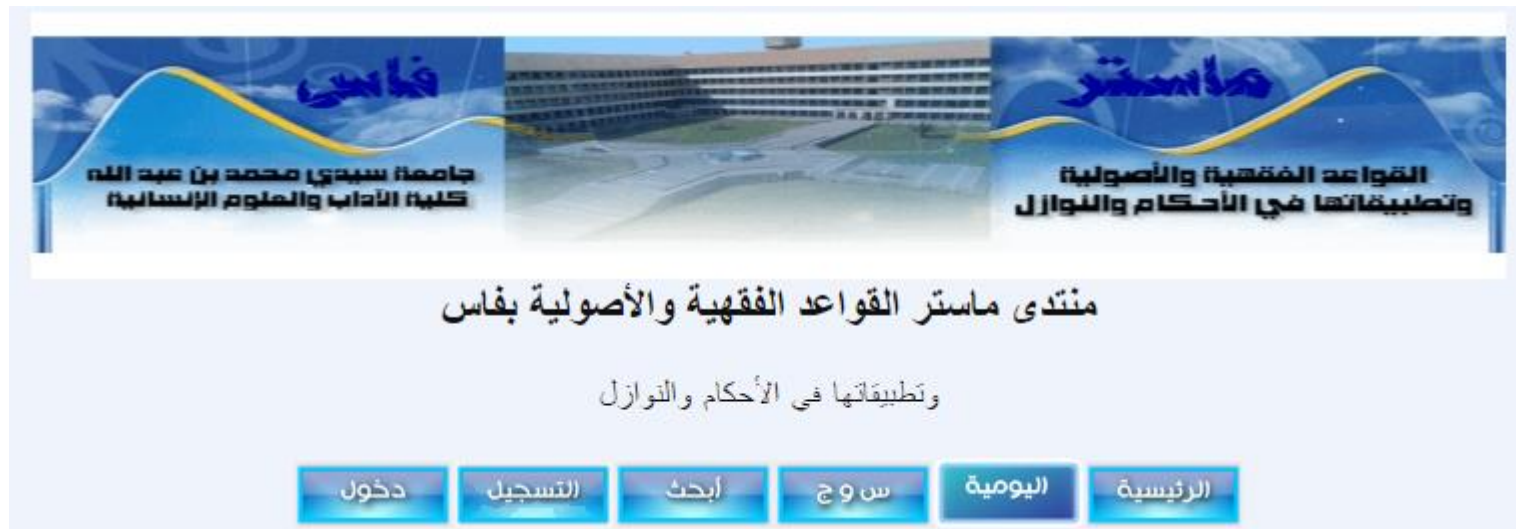 ماستر
القواعد الفقهية والأصولية
وتطبيقاتها في الأحكام والنوازل
فاس
جامعة سيدي محمد بن عبد الله
كلية الآداب والعلوم الإنسانية
منتدى ماستر القواعد الفقهية والأصولية بفاس
وتطبيقاتها في الأحكام والنوازل
الرئيسية اليومية س و ج أبحث التسجيل دخول